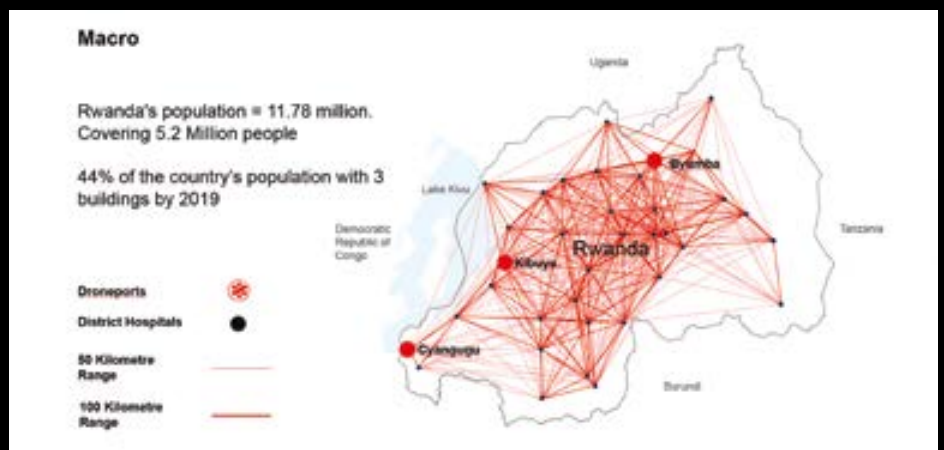 Macro
Rwanda's population = 11.78 million.
Covering 5.2 Million people
44% of the country's population with 3
buildings by 2019
Droneports
District Hospitals
50 Kilometre
Range
100 Kilometre
Range
Uganda
Byumba
Lake Kivu
Democratic
Republic of
Congo
Tanzania
Rwanda
Kibuye
Cyangugu
Burundi